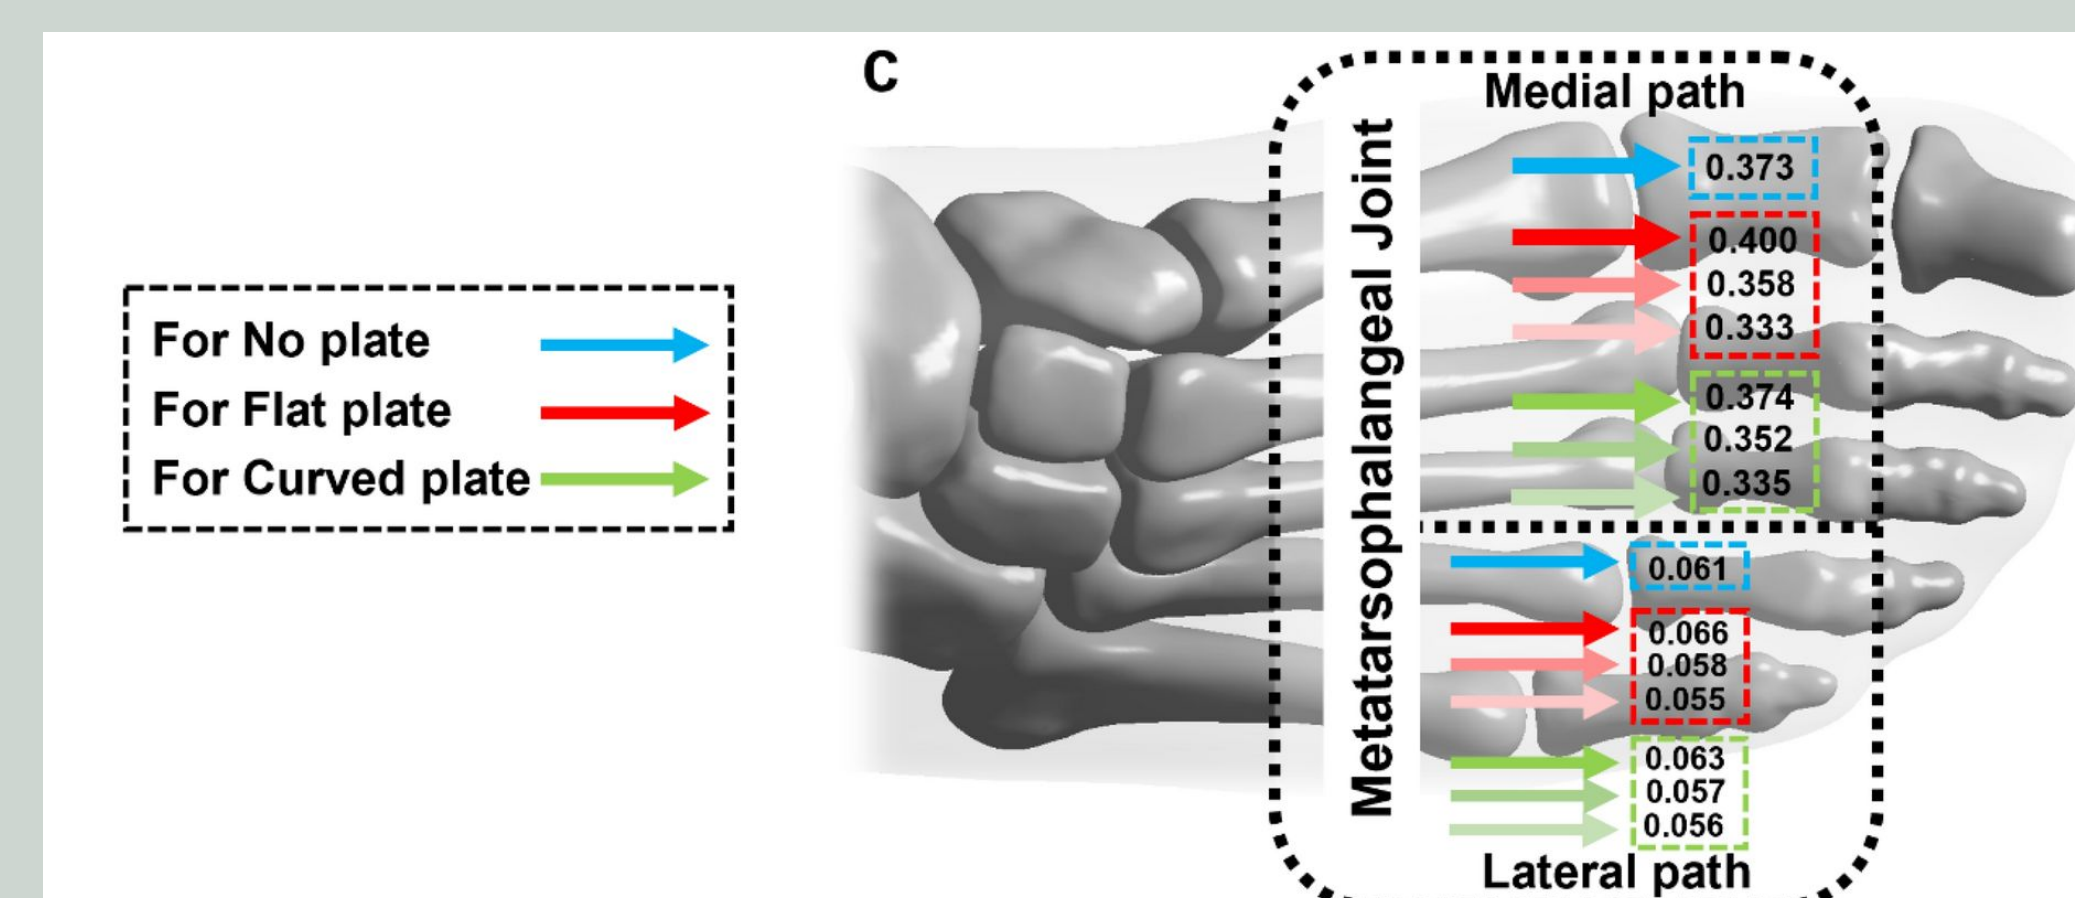 For No plate
For Flat plate
For Curved plate
C
Medial path
Metatarsophalangeal Joint
0.373
0.400
0.358
0.333
0.374
0.352
0.335
0.061
0.066
0.058
0.055
0.063
0.057
0.056
Lateral path